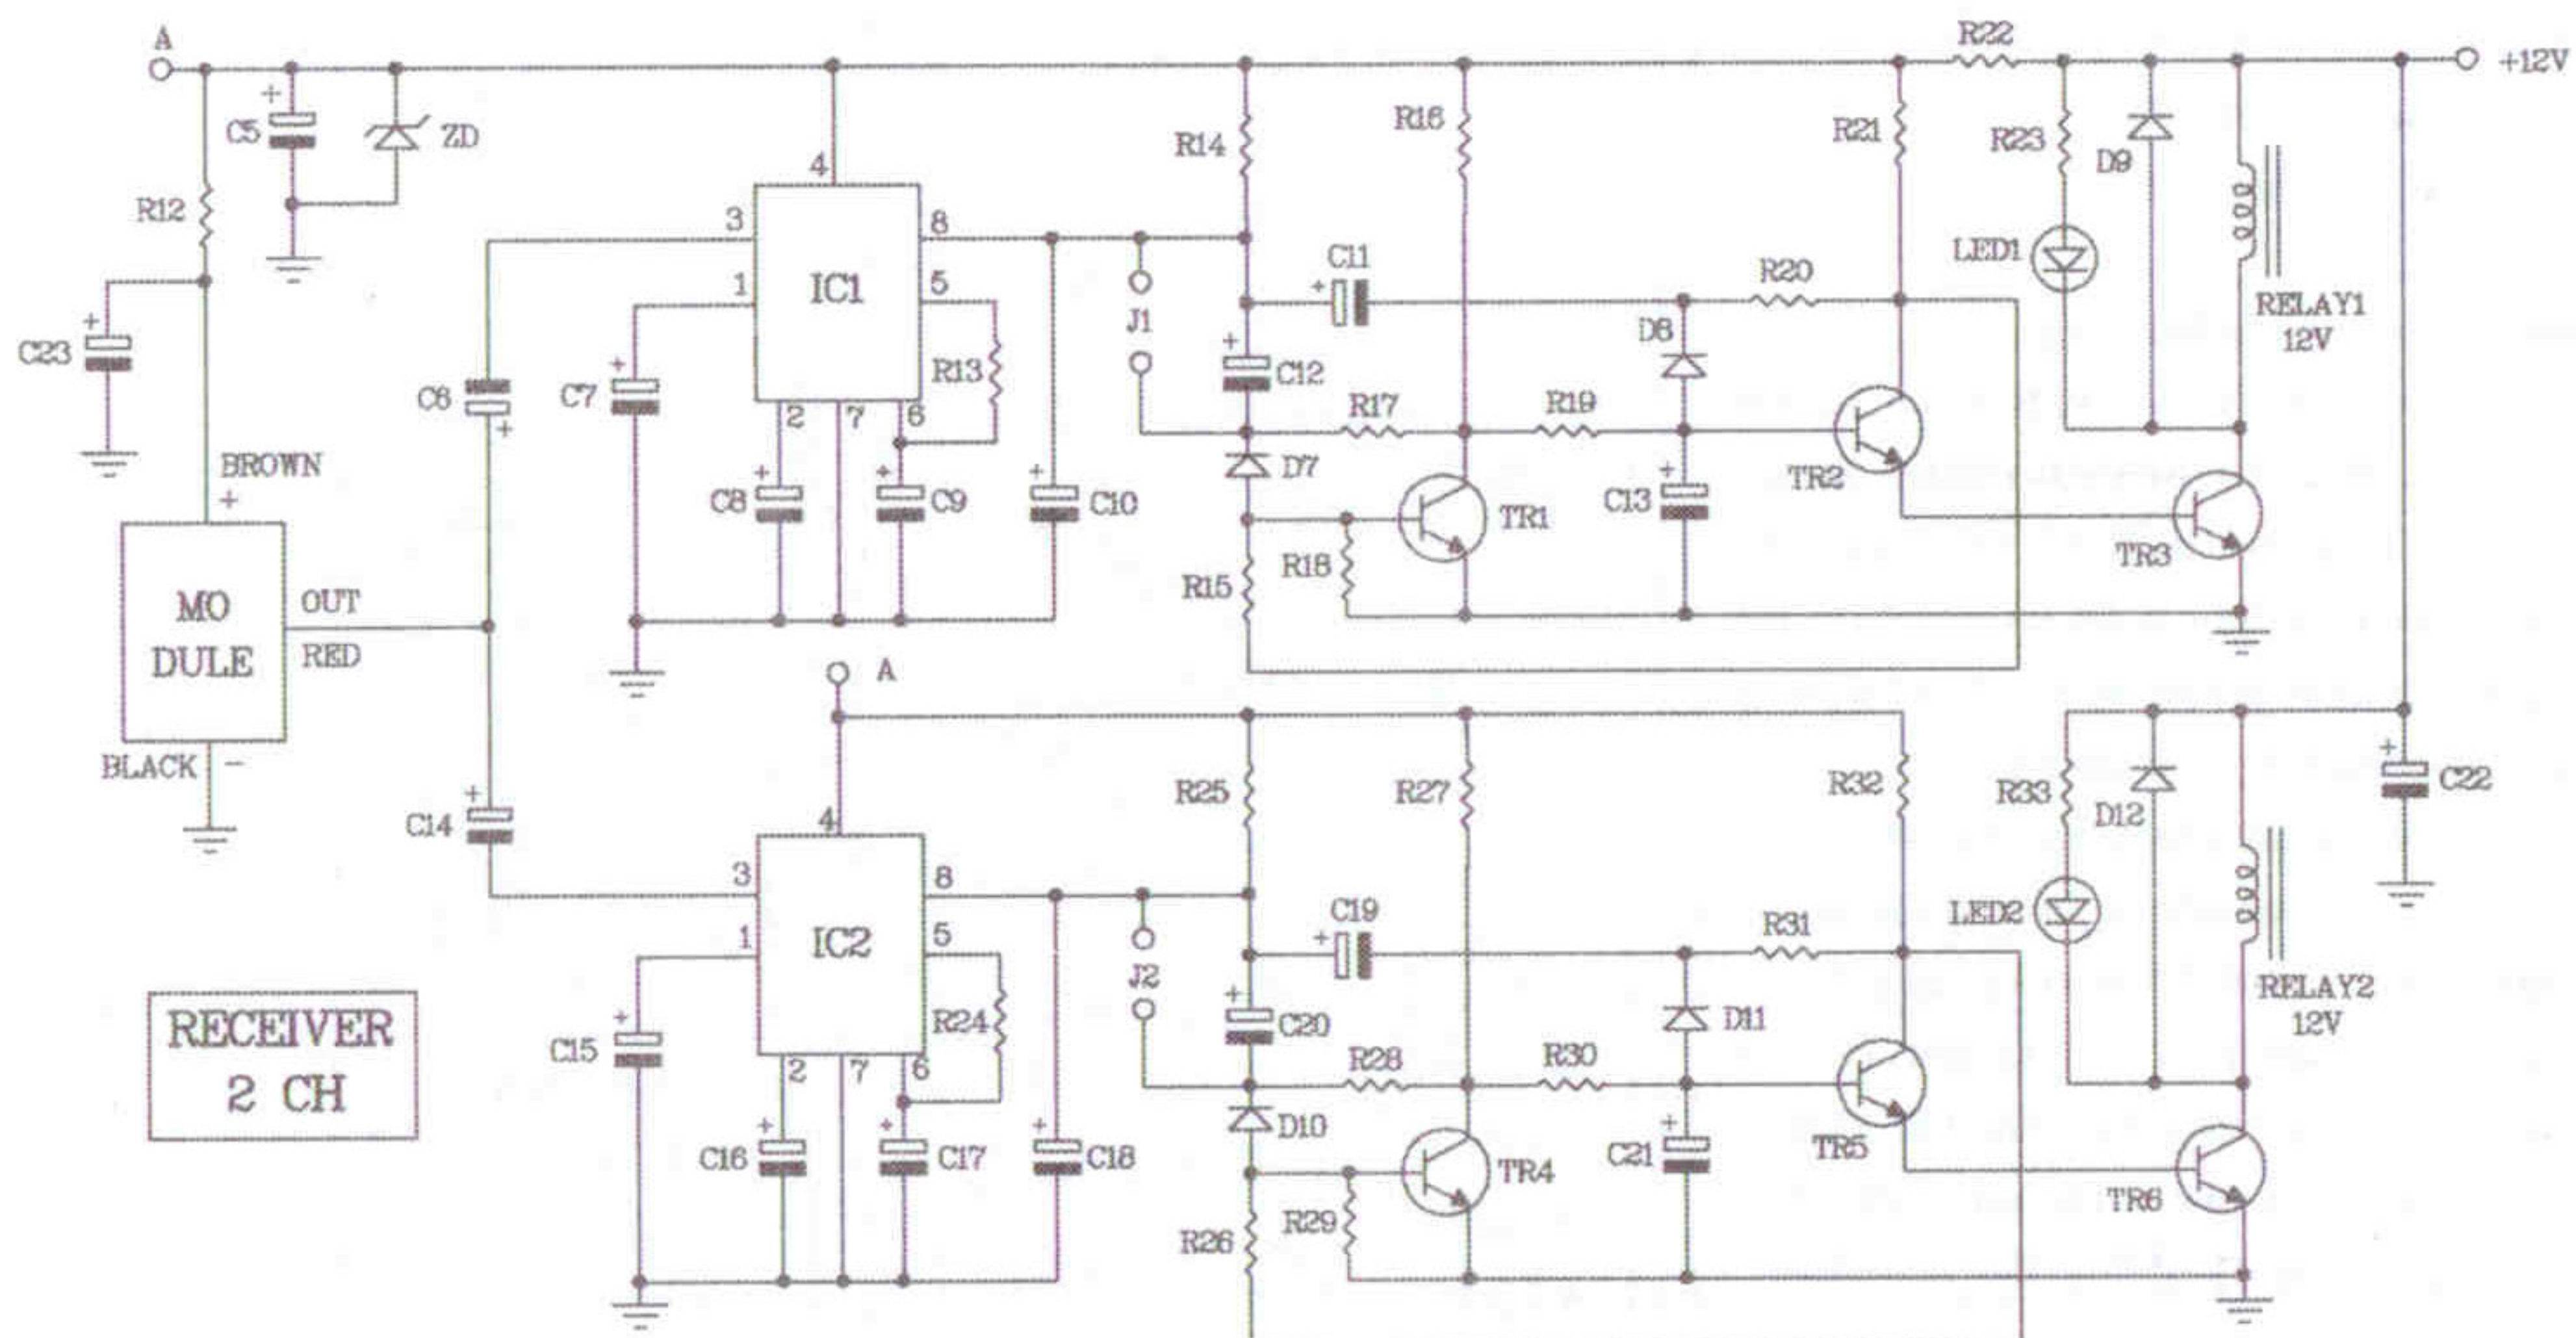 A
R22
+12V
+
C5
ZD
R14
R16
R21
R23
D9
4
R12
3
8
LED1
1
IC1
5
C11
+
R20
J1
D8
RELAY1
12V
+
C23
C6
+
+
C7
R13
+
C12
R17
R19
2
7
6
BROWN
+
+
C8
+
C9
+
C10
D7
TR1
+
C13
TR2
MO
DULE
OUT
RED
R15
R18
TR3
A
BLACK
-
+
C14
4
R25
R27
R32
R33
D12
+
C22
3
8
1
IC2
5
C19
+
R31
LED2
J2
RELAY2
12V
RECEIVER
2 CH
+
C15
R24
+
C20
D11
2
7
6
R28
R30
+
C16
+
C17
+
C18
D10
TR4
+
C21
TR5
R26
R29
TR6